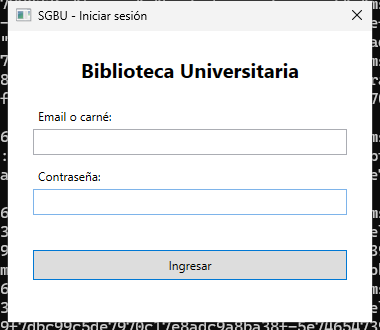 SGBU - Iniciar sesión
Biblioteca Universitaria
Email o carné:
Contraseña:
Ingresar